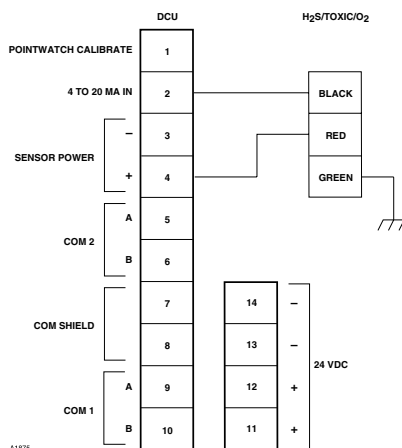 DCU
H2S/TOXIC/O2
POINTWATCH CALIBRATE
1
4 TO 20 MA IN
2
BLACK
–
3
RED
SENSOR POWER
+
4
GREEN
A
5
COM 2
B
6
7
14
–
COM SHIELD
8
13
–
24 VDC
A
9
12
+
COM 1
B
10
11
+
A1875